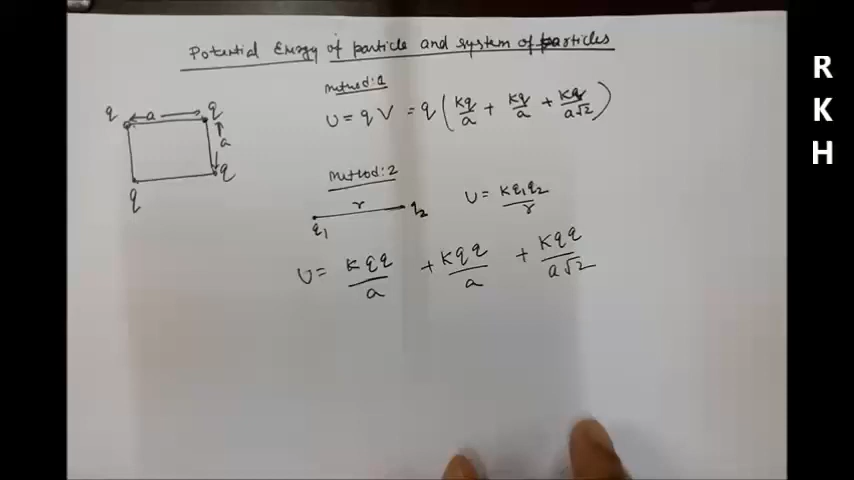 Potential Energy of particle and system of particles
Method:1
U = qV = q (Kq/a + Kq/a + Kq/a√2)
q a q
a
q q
Method:2
r
q1 q2
U = Kq1q2/r
U = Kqq/a + Kqq/a + Kqq/a√2
R
K
H